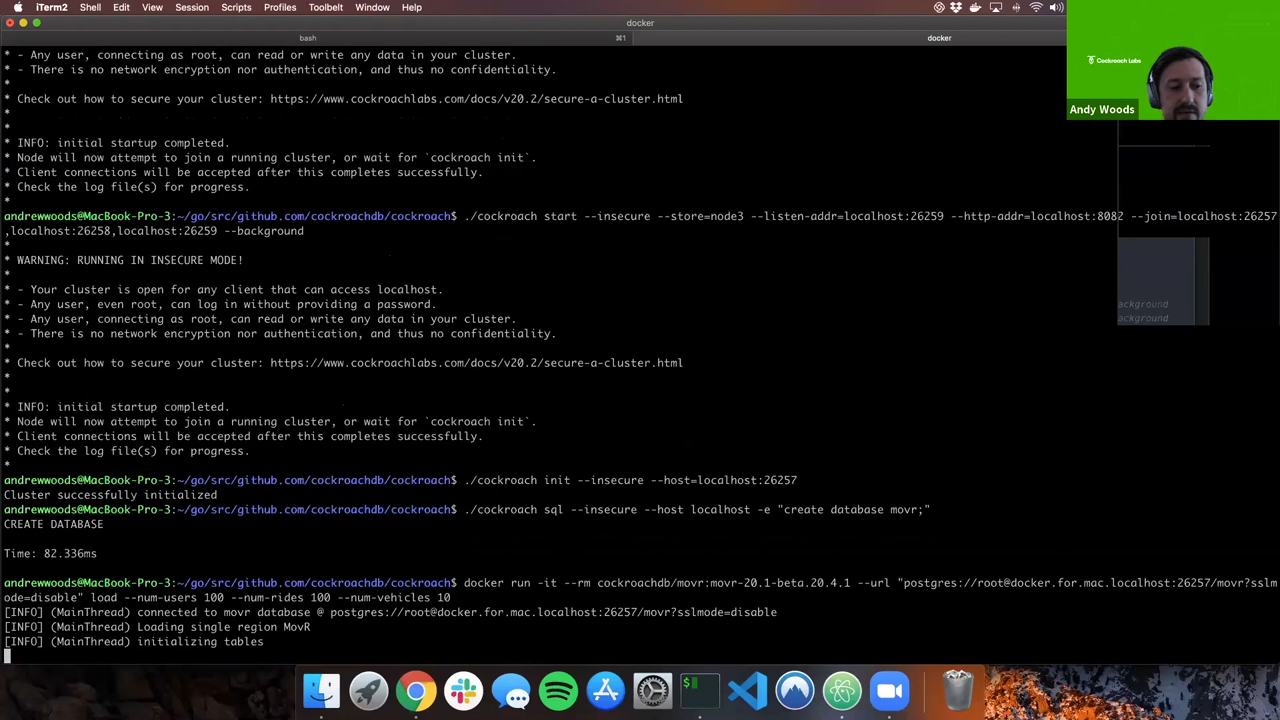 iTerm2 Shell Edit View Session Scripts Profiles Toolbelt Window Help
docker
bash ⌘1 docker
* - Any user, connecting as root, can read or write any data in your cluster.
* - There is no network encryption nor authentication, and thus no confidentiality.
*
* Check out how to secure your cluster: https://www.cockroachlabs.com/docs/v20.2/secure-a-cluster.html
*
*
* INFO: initial startup completed.
* Node will now attempt to join a running cluster, or wait for `cockroach init`.
* Client connections will be accepted after this completes successfully.
* Check the log file(s) for progress.
*
andrewwoods@MacBook-Pro-3:~/go/src/github.com/cockroachdb/cockroach$ ./cockroach start --insecure --store=node3 --listen-addr=localhost:26259 --http-addr=localhost:8082 --join=localhost:26257
,localhost:26258,localhost:26259 --background
*
* WARNING: RUNNING IN INSECURE MODE!
*
* - Your cluster is open for any client that can access localhost.
* - Any user, even root, can log in without providing a password.
* - Any user, connecting as root, can read or write any data in your cluster.
* - There is no network encryption nor authentication, and thus no confidentiality.
*
* Check out how to secure your cluster: https://www.cockroachlabs.com/docs/v20.2/secure-a-cluster.html
*
*
* INFO: initial startup completed.
* Node will now attempt to join a running cluster, or wait for `cockroach init`.
* Client connections will be accepted after this completes successfully.
* Check the log file(s) for progress.
*
andrewwoods@MacBook-Pro-3:~/go/src/github.com/cockroachdb/cockroach$ ./cockroach init --insecure --host=localhost:26257
Cluster successfully initialized
andrewwoods@MacBook-Pro-3:~/go/src/github.com/cockroachdb/cockroach$ ./cockroach sql --insecure --host localhost -e "create database movr;"
CREATE DATABASE
Time: 82.336ms
andrewwoods@MacBook-Pro-3:~/go/src/github.com/cockroachdb/cockroach$ docker run -it --rm cockroachdb/movr:movr-20.1-beta.20.4.1 --url "postgres://root@docker.for.mac.localhost:26257/movr?sslm
ode=disable" load --num-users 100 --num-rides 100 --num-vehicles 10
[INFO] (MainThread) connected to movr database @ postgres://root@docker.for.mac.localhost:26257/movr?sslmode=disable
[INFO] (MainThread) Loading single region MovR
[INFO] (MainThread) initializing tables
Cockroach Labs
Andy Woods
ackground
ackground